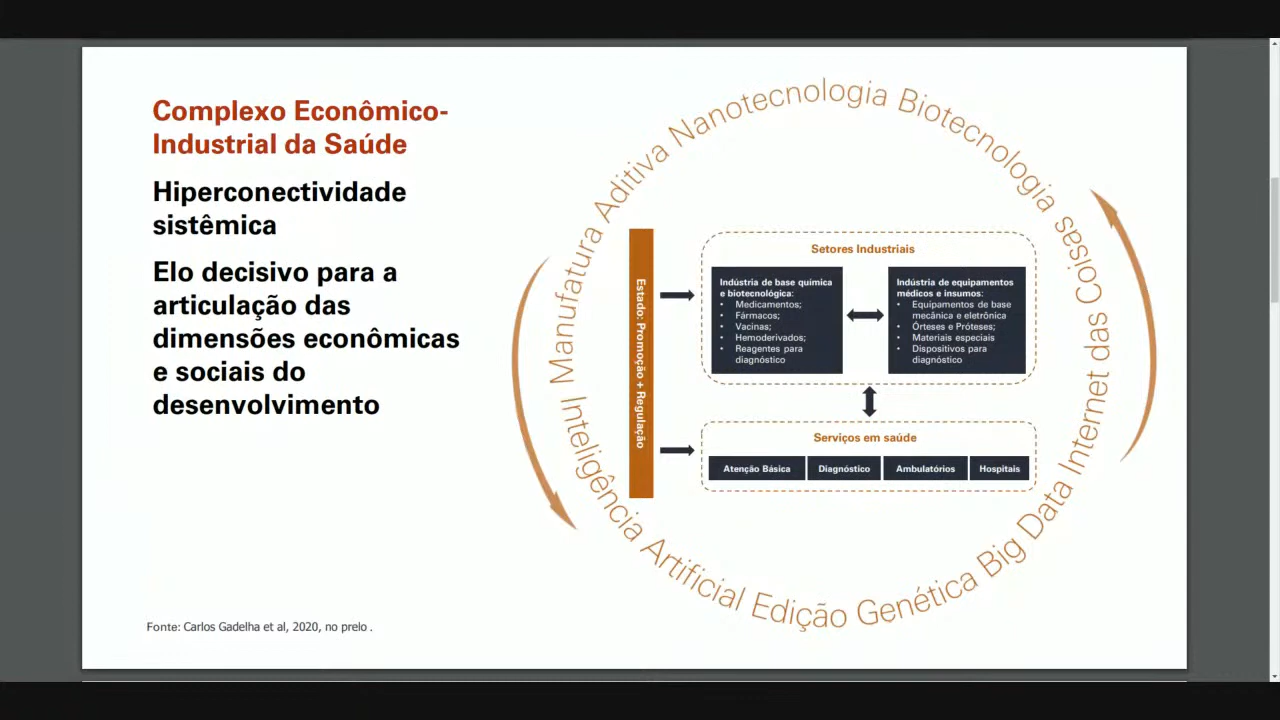 Complexo Econômico-
Industrial da Saúde
Hiperconectividade
sistêmica
Elo decisivo para a
articulação das
dimensões econômicas
e sociais do
desenvolvimento
Fonte: Carlos Gadelha et al, 2020, no prelo .
Manufatura Aditiva Nanotecnologia Biotecnologia
Internet das Coisas
Inteligência Artificial Edição Genética Big Data
Estado: Promoção + Regulação
Setores Industriais
Indústria de base química
e biotecnológica:
• Medicamentos;
• Fármacos;
• Vacinas;
• Hemoderivados;
• Reagentes para
diagnóstico
Indústria de equipamentos
médicos e insumos:
• Equipamentos de base
mecânica e eletrônica
• Órteses e Próteses;
• Materiais especiais
• Dispositivos para
diagnóstico
Serviços em saúde
Atenção Básica
Diagnóstico
Ambulatórios
Hospitais